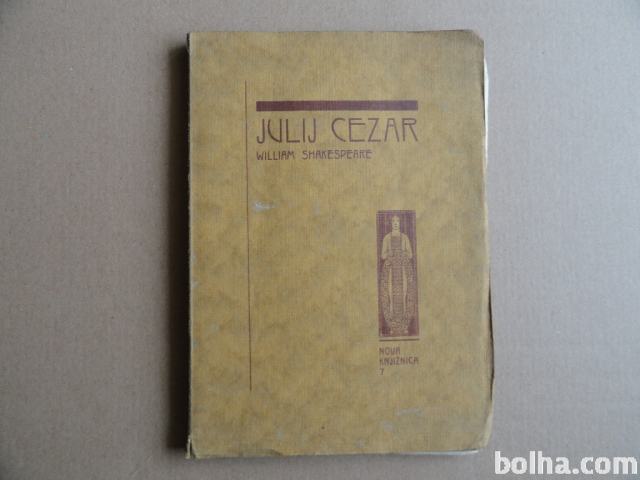 JULIJ CEZAR
WILLIAM SHAKESPEARE
NOVA
KNJIŽNICA
7
bolha.com